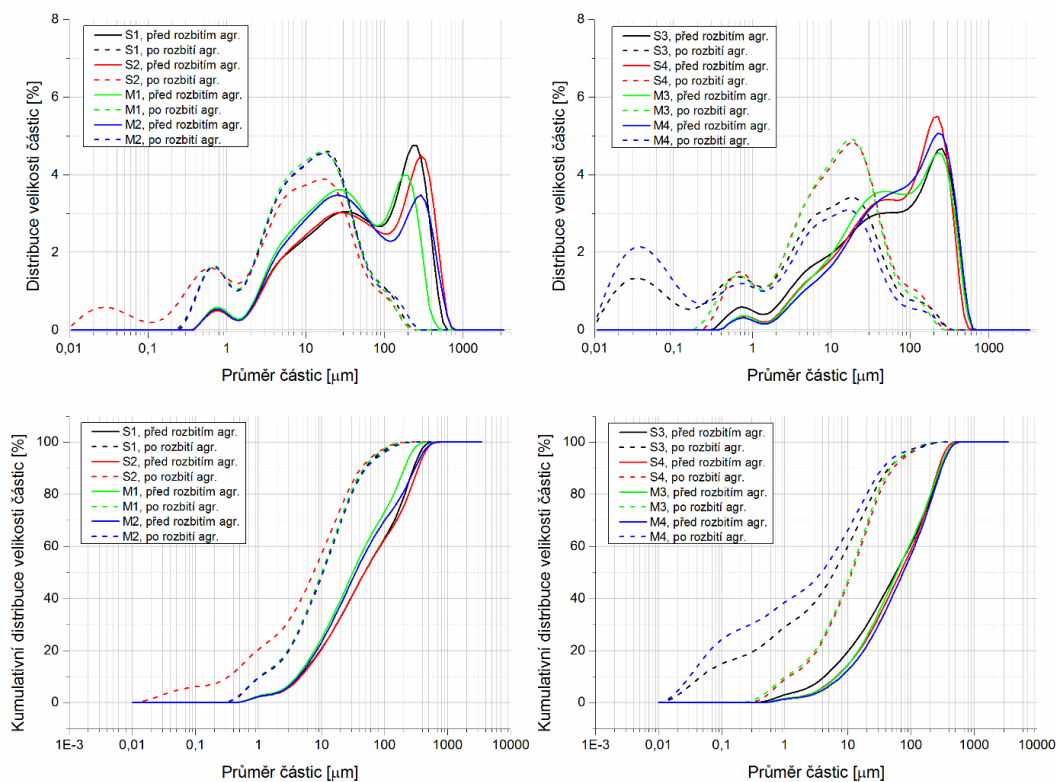 Distribuce velikosti částic [%]
8
6
4
2
0
S1, před rozbitím agr.
S1, po rozbití agr.
S2, před rozbitím agr.
S2, po rozbití agr.
M1, před rozbitím agr.
M1, po rozbití agr.
M2, před rozbitím agr.
M2, po rozbití agr.
0,01 0,1 1 10 100 1000
Průměr částic [µm]
Distribuce velikosti částic [%]
8
6
4
2
0
S3, před rozbitím agr.
S3, po rozbití agr.
S4, před rozbitím agr.
S4, po rozbití agr.
M3, před rozbitím agr.
M3, po rozbití agr.
M4, před rozbitím agr.
M4, po rozbití agr.
0,01 0,1 1 10 100 1000
Průměr částic [µm]
Kumulativní distribuce velikosti částic [%]
100
80
60
40
20
0
S1, před rozbitím agr.
S1, po rozbití agr.
S2, před rozbitím agr.
S2, po rozbití agr.
M1, před rozbitím agr.
M1, po rozbití agr.
M2, před rozbitím agr.
M2, po rozbití agr.
1E-3 0,01 0,1 1 10 100 1000 10000
Průměr částic [µm]
Kumulativní distribuce velikosti částic [%]
100
80
60
40
20
0
S3, před rozbitím agr.
S3, po rozbití agr.
S4, před rozbitím agr.
S4, po rozbití agr.
M3, před rozbitím agr.
M3, po rozbití agr.
M4, před rozbitím agr.
M4, po rozbití agr.
1E-3 0,01 0,1 1 10 100 1000 10000
Průměr částic [µm]